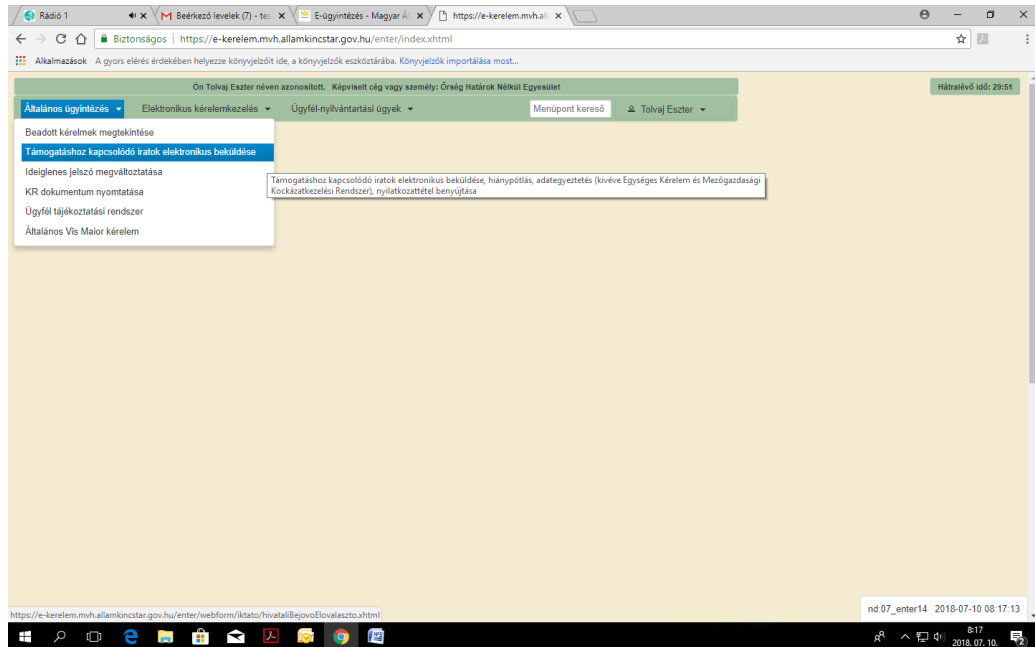 Rádió 1
Beérkező levelek (7) - tes
E-ügyintézés - Magyar Ál
https://e-kerelem.mvh.al
Biztonságos | https://e-kerelem.mvh.allamkincstar.gov.hu/enter/index.xhtml
Alkalmazások A gyors elérés érdekében helyezze könyvjelzőit ide, a könyvjelzők eszköztárába. Könyvjelzők importálása most...
Ön Tolvaj Eszter néven azonosított. Képviselt cég vagy személy: Őrség Határok Nélkül Egyesület
Hátralévő idő: 29:51
Általános ügyintézés
Elektronikus kérelemkezelés
Ügyfél-nyilvántartási ügyek
Menüpont kereső
Tolvaj Eszter
Beadott kérelmek megtekintése
Támogatáshoz kapcsolódó iratok elektronikus beküldése
Ideiglenes jelszó megváltoztatása
KR dokumentum nyomtatása
Ügyfél tájékoztatási rendszer
Általános Vis Maior kérelem
Támogatáshoz kapcsolódó iratok elektronikus beküldése, hiánypótlás, adategyeztetés (kivéve Egységes Kérelem és Mezőgazdasági
Kockázatkezelési Rendszer), nyilatkozattétel benyújtása
https://e-kerelem.mvh.allamkincstar.gov.hu/enter/webform/iktato/hivataliBejovoElovalaszto.xhtml
nd:07_enter14 2018-07-10 08:17:13
8:17
2018. 07. 10.
2